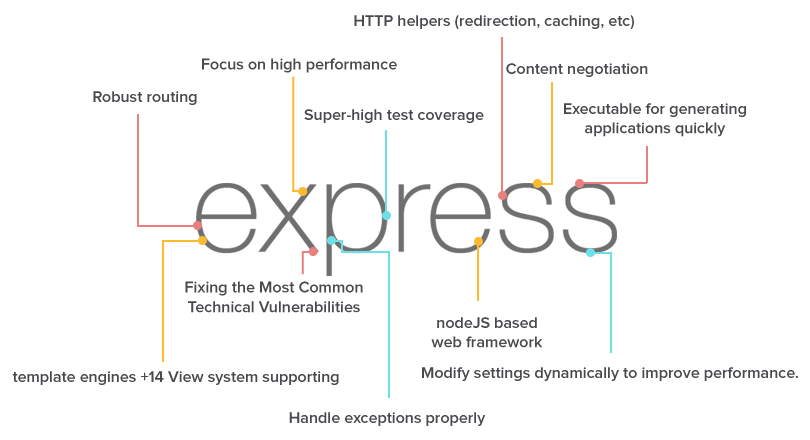 HTTP helpers (redirection, caching, etc)
Focus on high performance
Content negotiation
Robust routing
Super-high test coverage
Executable for generating
applications quickly
express
Fixing the Most Common
Technical Vulnerabilities
nodeJS based
web framework
template engines +14 View system supporting
Modify settings dynamically to improve performance.
Handle exceptions properly